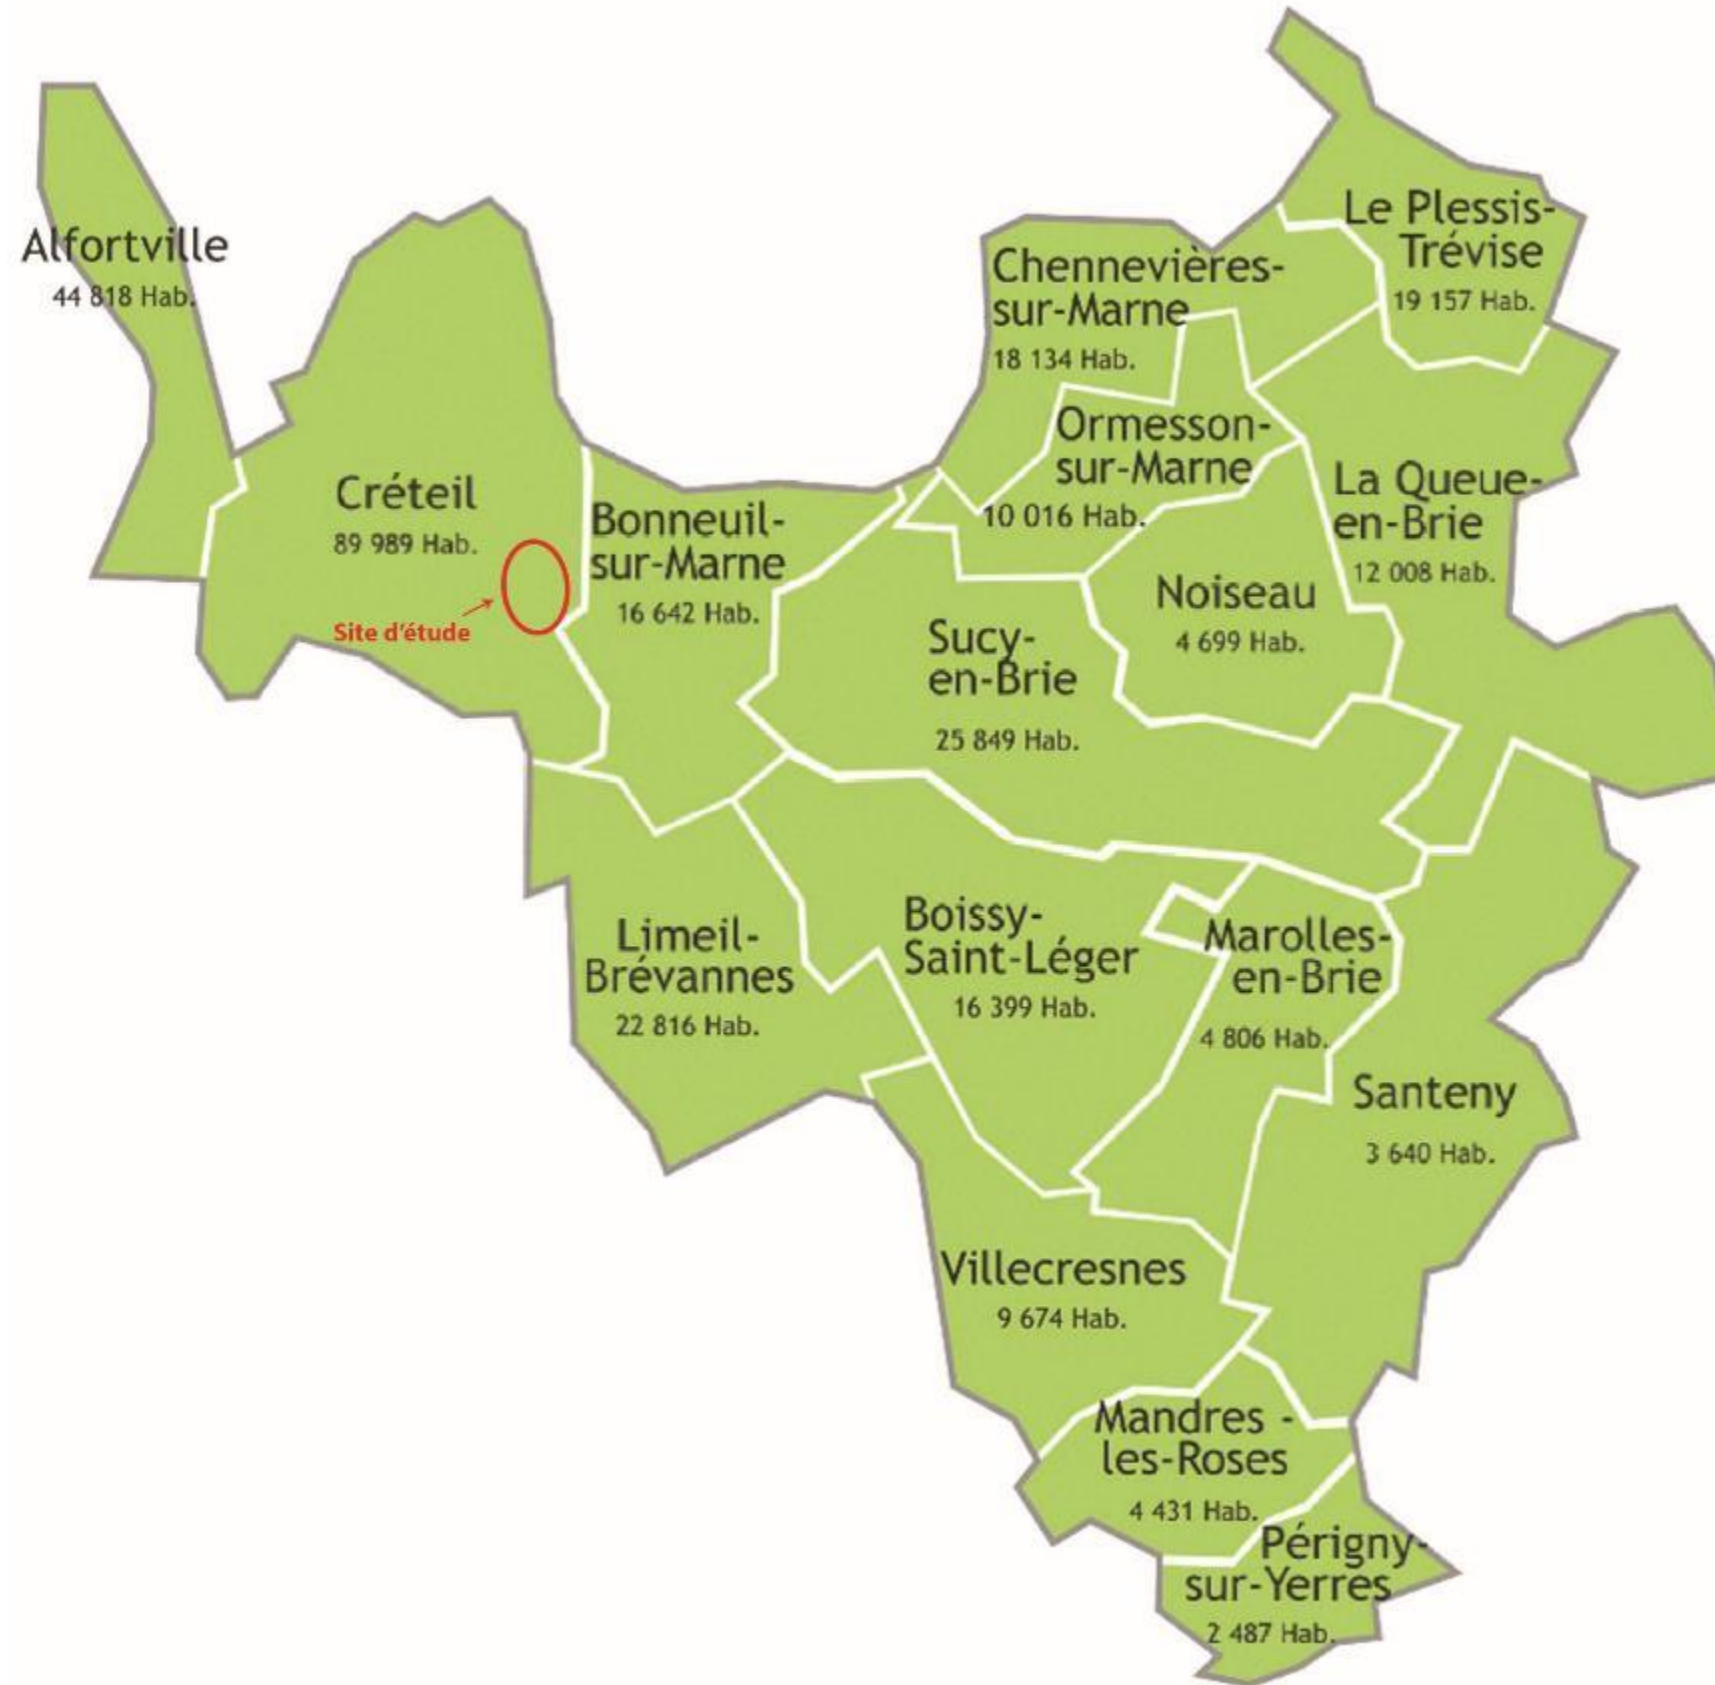 Alfortville
44 818 Hab.
Créteil
89 989 Hab.
Site d'étude
Bonneuil-
sur-Marne
16 642 Hab.
Chennevières-
sur-Marne
18 134 Hab.
Le Plessis-
Trévise
19 157 Hab.
Ormesson-
sur-Marne
10 016 Hab.
La Queue-
en-Brie
12 008 Hab.
Noiseau
4 699 Hab.
Sucy-
en-Brie
25 849 Hab.
Limeil-
Brévannes
22 816 Hab.
Boissy-
Saint-Léger
16 399 Hab.
Marolles-
en-Brie
4 806 Hab.
Santeny
3 640 Hab.
Villecresnes
9 674 Hab.
Mandres -
les-Roses
4 431 Hab.
Périgny-
sur-Yerres
2 487 Hab.